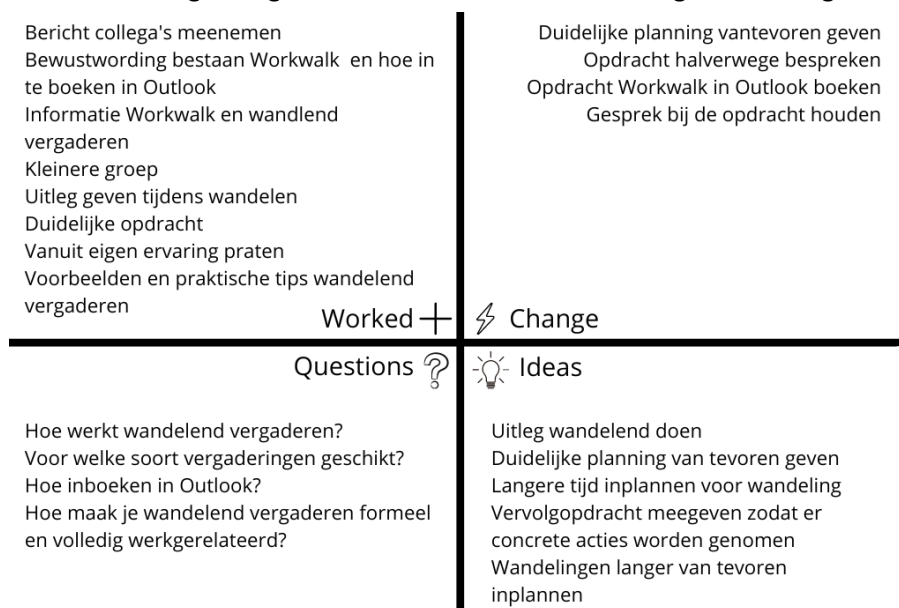 Bericht collega's meenemen
Bewustwording bestaan Workwalk en hoe in
te boeken in Outlook
Informatie Workwalk en wandlend
vergaderen
Kleinere groep
Uitleg geven tijdens wandelen
Duidelijke opdracht
Vanuit eigen ervaring praten
Voorbeelden en praktische tips wandelend
vergaderen
Worked
Duidelijke planning vantevoren geven
Opdracht halverwege bespreken
Opdracht Workwalk in Outlook boeken
Gesprek bij de opdracht houden
Change
Questions
Hoe werkt wandelend vergaderen?
Voor welke soort vergaderingen geschikt?
Hoe inboeken in Outlook?
Hoe maak je wandelend vergaderen formeel
en volledig werkgerelateerd?
Ideas
Uitleg wandelend doen
Duidelijke planning van tevoren geven
Langere tijd inplannen voor wandeling
Vervolgopdracht meegeven zodat er
concrete acties worden genomen
Wandelingen langer van tevoren
inplannen